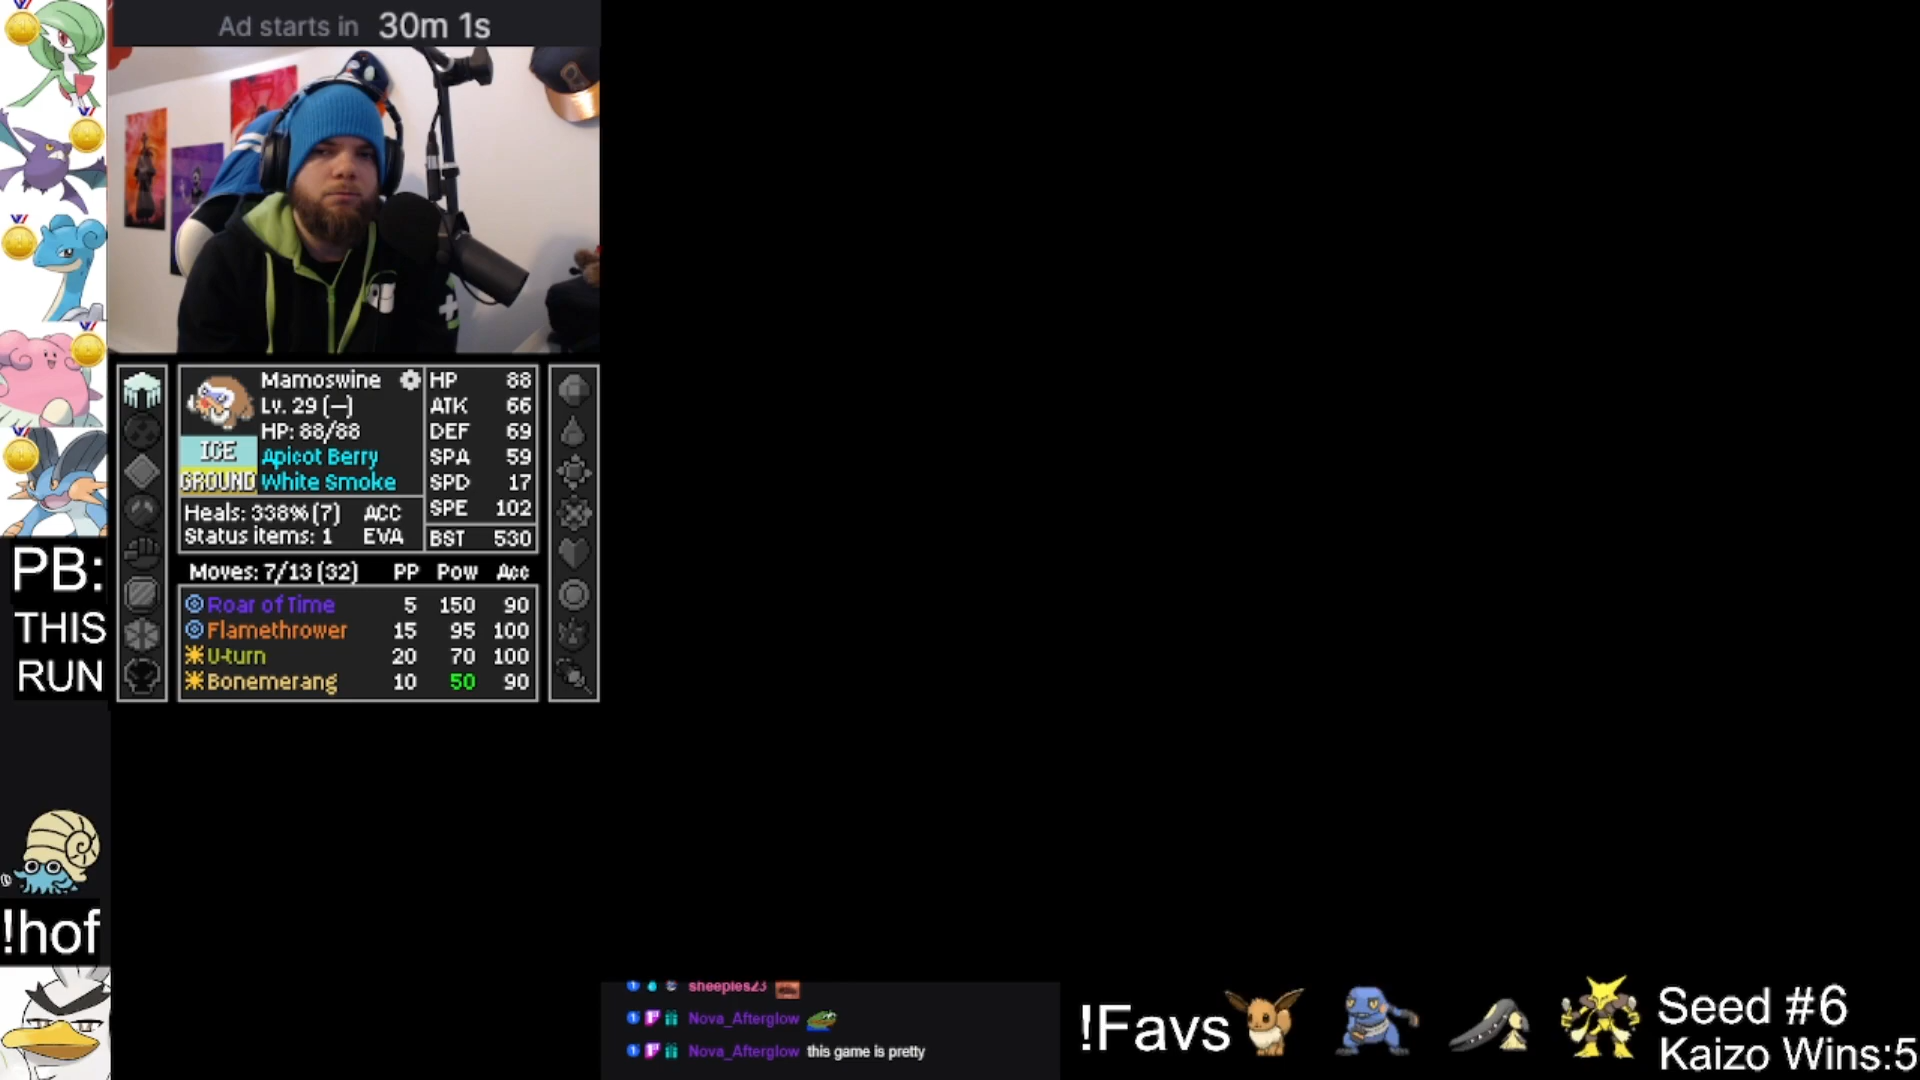 Ad starts in 30m 1s
Mamoswine
Lv. 29 (—)
HP: 88/88
ICE
GROUND
Apicot Berry
White Smoke
Heals: 338% (7) ACC
Status items: 1 EVA
HP 88
ATK 66
DEF 69
SPA 59
SPD 17
SPE 102
BST 530
Moves: 7/13 (32) PP Pow Acc
Roar of Time 5 150 90
Flamethrower 15 95 100
U-turn 20 70 100
Bonemerang 10 50 90
PB:
THIS
RUN
!hof
sheeples23
Nova_Afterglow
Nova_Afterglow this game is pretty
!Favs
Seed #6
Kaizo Wins:5